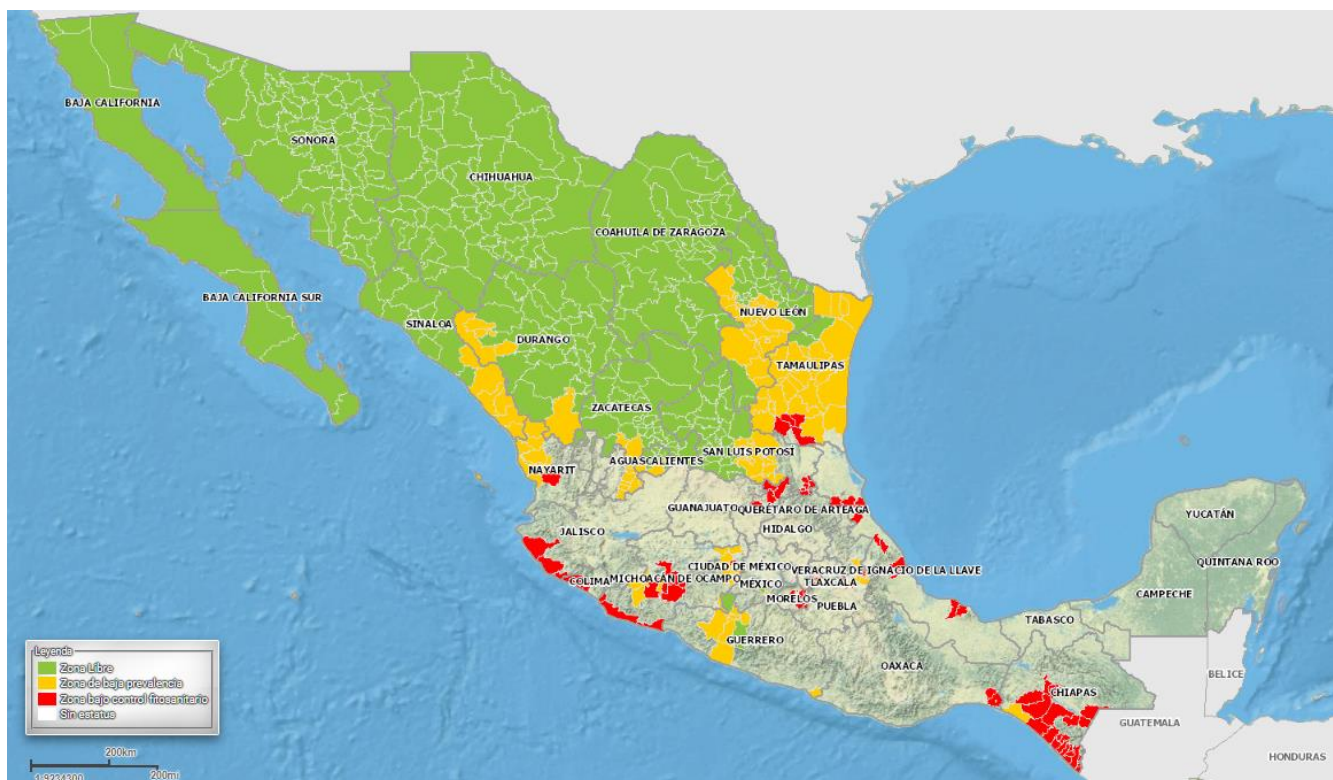 BAJA CALIFORNIA
SONORA
CHIHUAHUA
COAHUILA DE ZARAGOZA
BAJA CALIFORNIA SUR
SINALOA
DURANGO
NUEVO LEÓN
TAMAULIPAS
ZACATECAS
SAN LUIS POTOSÍ
AGUASCALIENTES
NAYARIT
GUANAJUATO
QUERÉTARO DE ARTEAGA
HIDALGO
JALISCO
YUCATÁN
QUINTANA ROO
CAMPECHE
CIUDAD DE MÉXICO
VERACRUZ DE IGNACIO DE LA LLAVE
COLIMA
MICHOACÁN DE OCAMPO
MÉXICO
TLAXCALA
MORELOS
PUEBLA
TABASCO
GUERRERO
OAXACA
CHIAPAS
BELICE
GUATEMALA
HONDURAS
Leyenda
Zona Libre
Zona de baja prevalencia
Zona bajo control fitosanitario
Sin estatus
200km
200mi